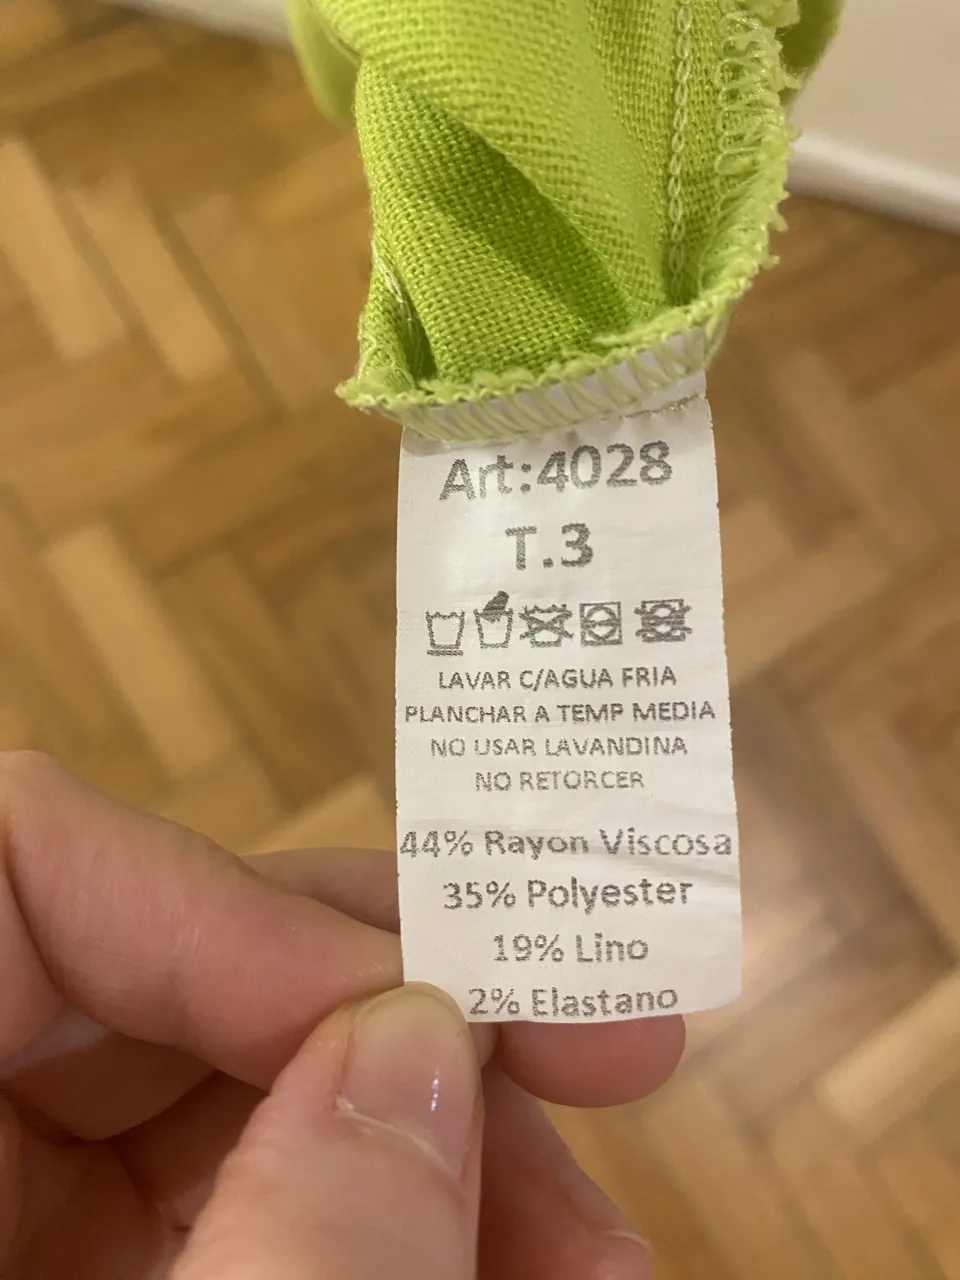 Art:4028
T.3
LAVAR C/AGUA FRIA
PLANCHAR A TEMP MEDIA
NO USAR LAVANDINA
NO RETORCER
44% Rayon Viscosa
35% Polyester
19% Lino
2% Elastano